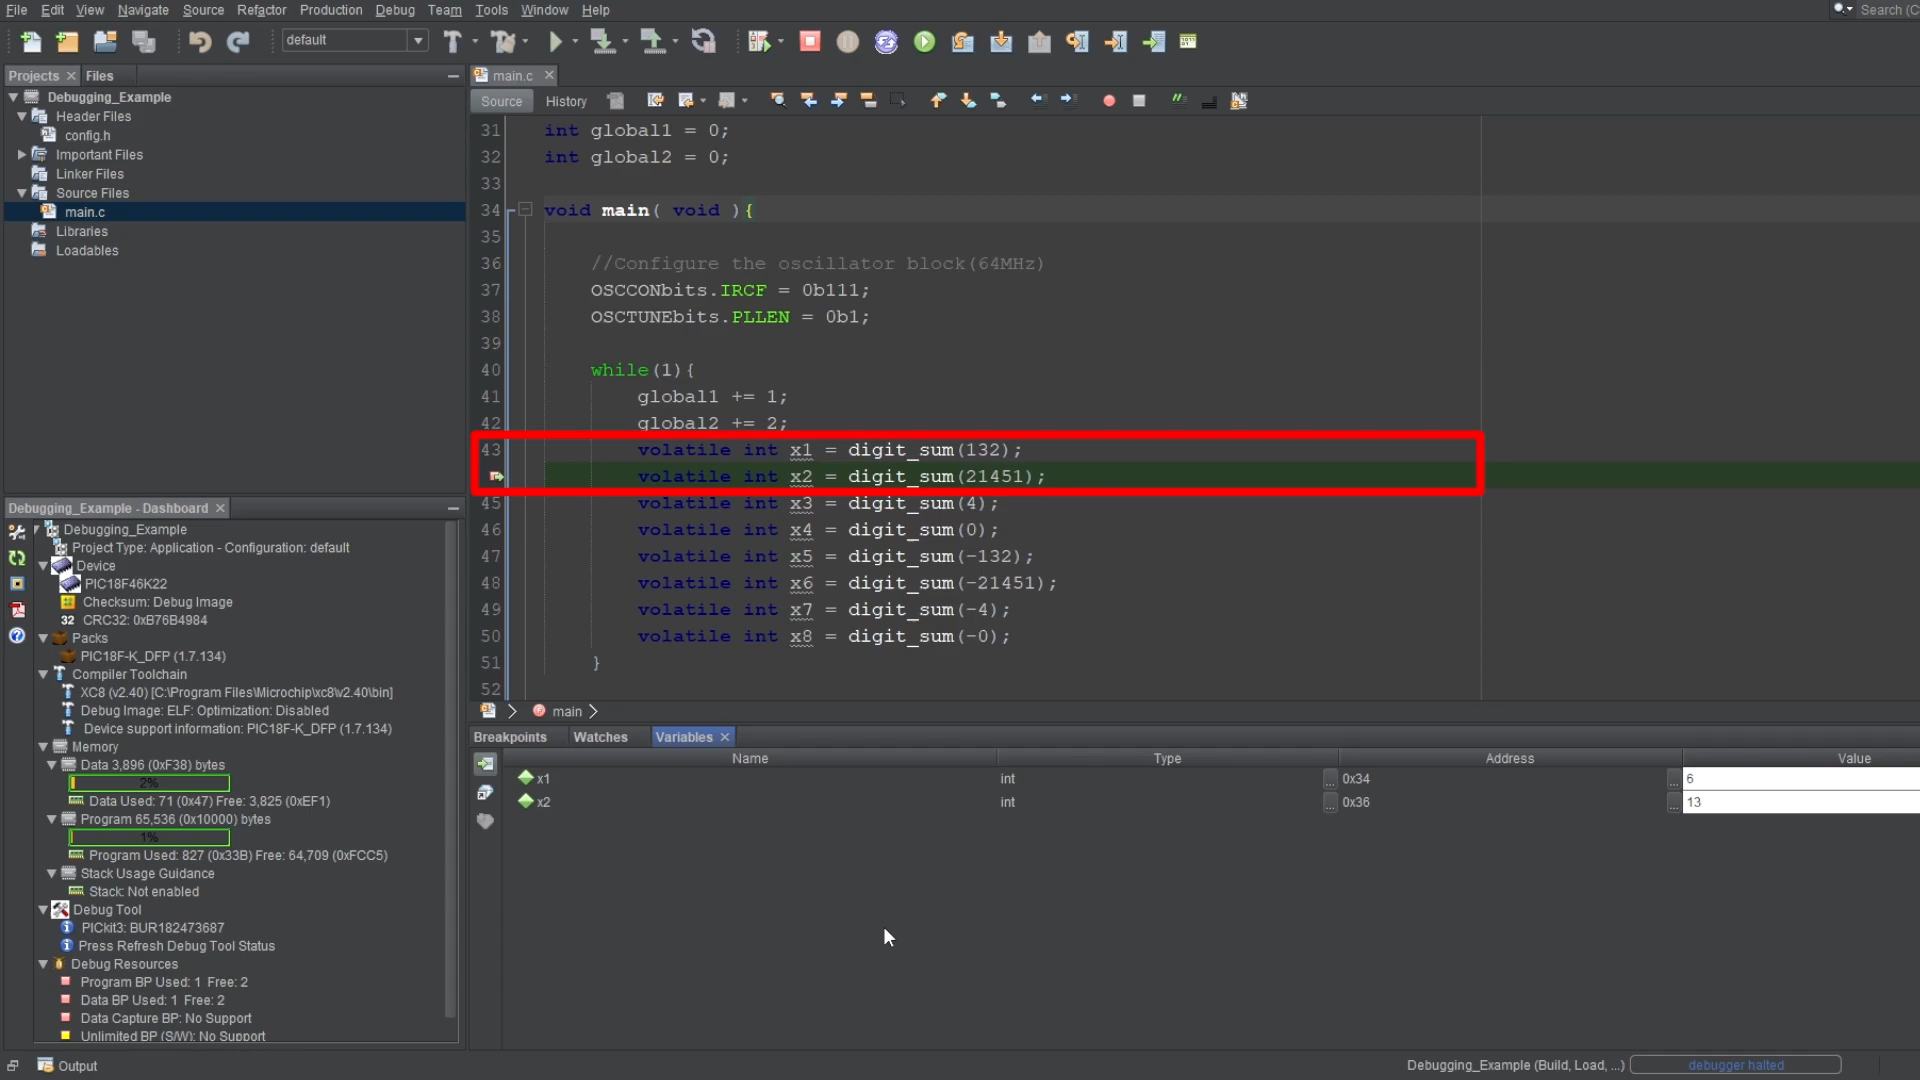 File Edit View Navigate Source Refactor Production Debug Team Tools Window Help
Search (C
default
Projects Files
main.c
Debugging_Example
Header Files
config.h
Important Files
Linker Files
Source Files
main.c
Libraries
Loadables
Source History
31 int global1 = 0;
32 int global2 = 0;
33
34 void main( void ){
35
36 //Configure the oscillator block(64MHz)
37 OSCCONbits.IRCF = 0b111;
38 OSCTUNEbits.PLLEN = 0b1;
39
40 while(1){
41 global1 += 1;
42 global2 += 2;
43 volatile int x1 = digit_sum(132);
volatile int x2 = digit_sum(21451);
45 volatile int x3 = digit_sum(4);
46 volatile int x4 = digit_sum(0);
47 volatile int x5 = digit_sum(-132);
48 volatile int x6 = digit_sum(-21451);
49 volatile int x7 = digit_sum(-4);
50 volatile int x8 = digit_sum(-0);
51 }
52
main
Debugging_Example - Dashboard
Debugging_Example
Project Type: Application - Configuration: default
Device
PIC18F46K22
Checksum: Debug Image
32 CRC32: 0xB76B4984
Packs
PIC18F-K_DFP (1.7.134)
Compiler Toolchain
XC8 (v2.40) [C:\Program Files\Microchip\xc8\v2.40\bin]
Debug Image: ELF: Optimization: Disabled
Device support information: PIC18F-K_DFP (1.7.134)
Memory
Data 3,896 (0xF38) bytes
2%
Data Used: 71 (0x47) Free: 3,825 (0xEF1)
Program 65,536 (0x10000) bytes
1%
Program Used: 827 (0x33B) Free: 64,709 (0xFCC5)
Stack Usage Guidance
Stack: Not enabled
Debug Tool
PICkit3: BUR182473687
Press Refresh Debug Tool Status
Debug Resources
Program BP Used: 1 Free: 2
Data BP Used: 1 Free: 2
Data Capture BP: No Support
Unlimited BP (S/W): No Support
Breakpoints Watches Variables
Name Type Address Value
x1 int ... 0x34 ... 6
x2 int ... 0x36 ... 13
Output
Debugging_Example (Build, Load, ...) debugger halted